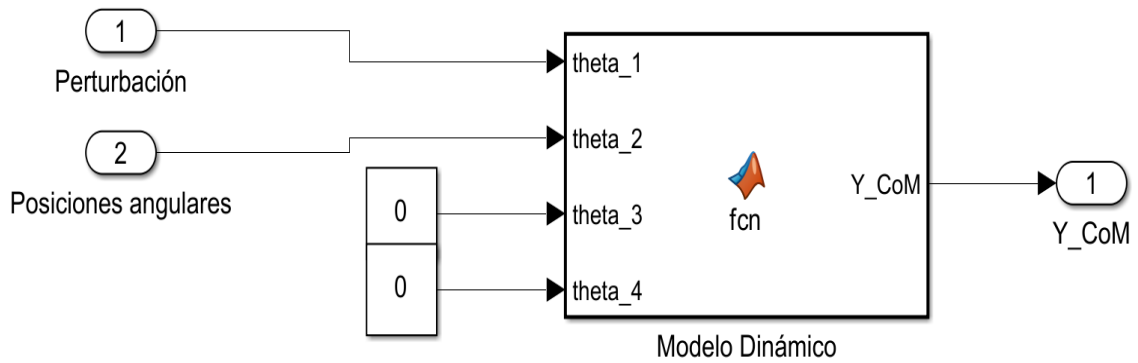 1
Perturbación
2
Posiciones angulares
0
0
theta_1
theta_2
theta_3
theta_4
fcn
Y_CoM
Modelo Dinámico
1
Y_CoM